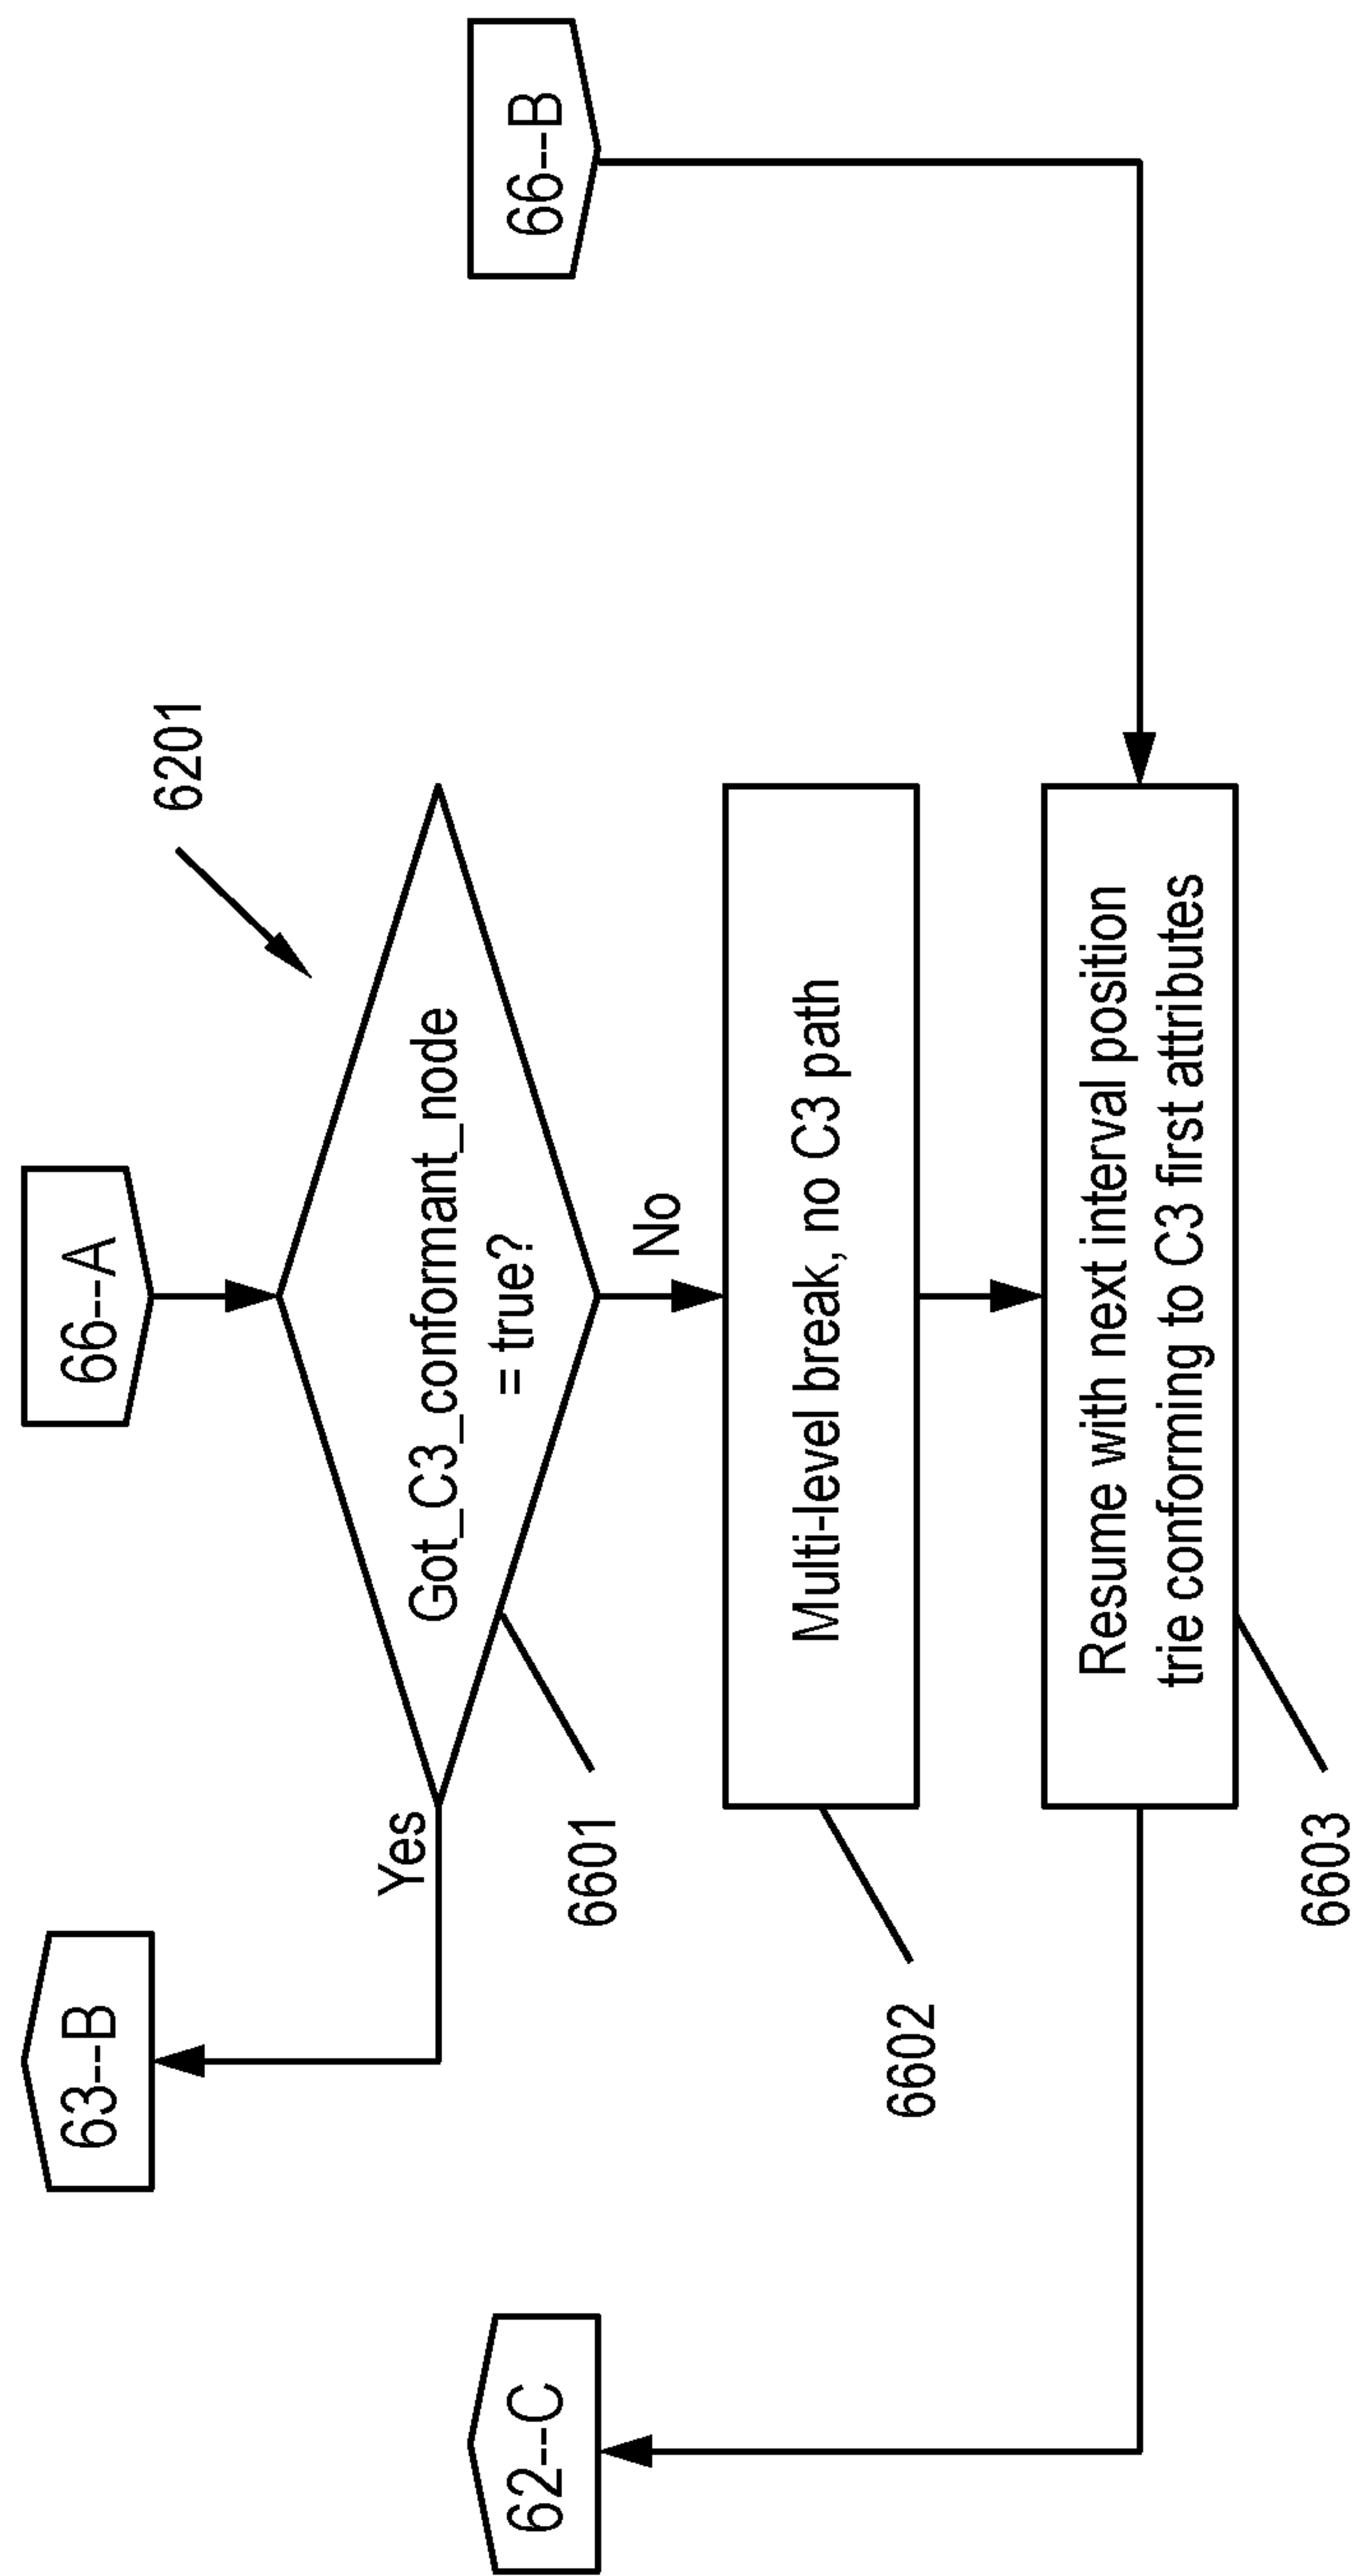 66--A
63--B
6201
Yes
Got_C3_conformant_node
= true?
66--B
62--C
6601
No
Multi-level break, no C3 path
6602
Resume with next interval position
trie conforming to C3 first attributes
6603